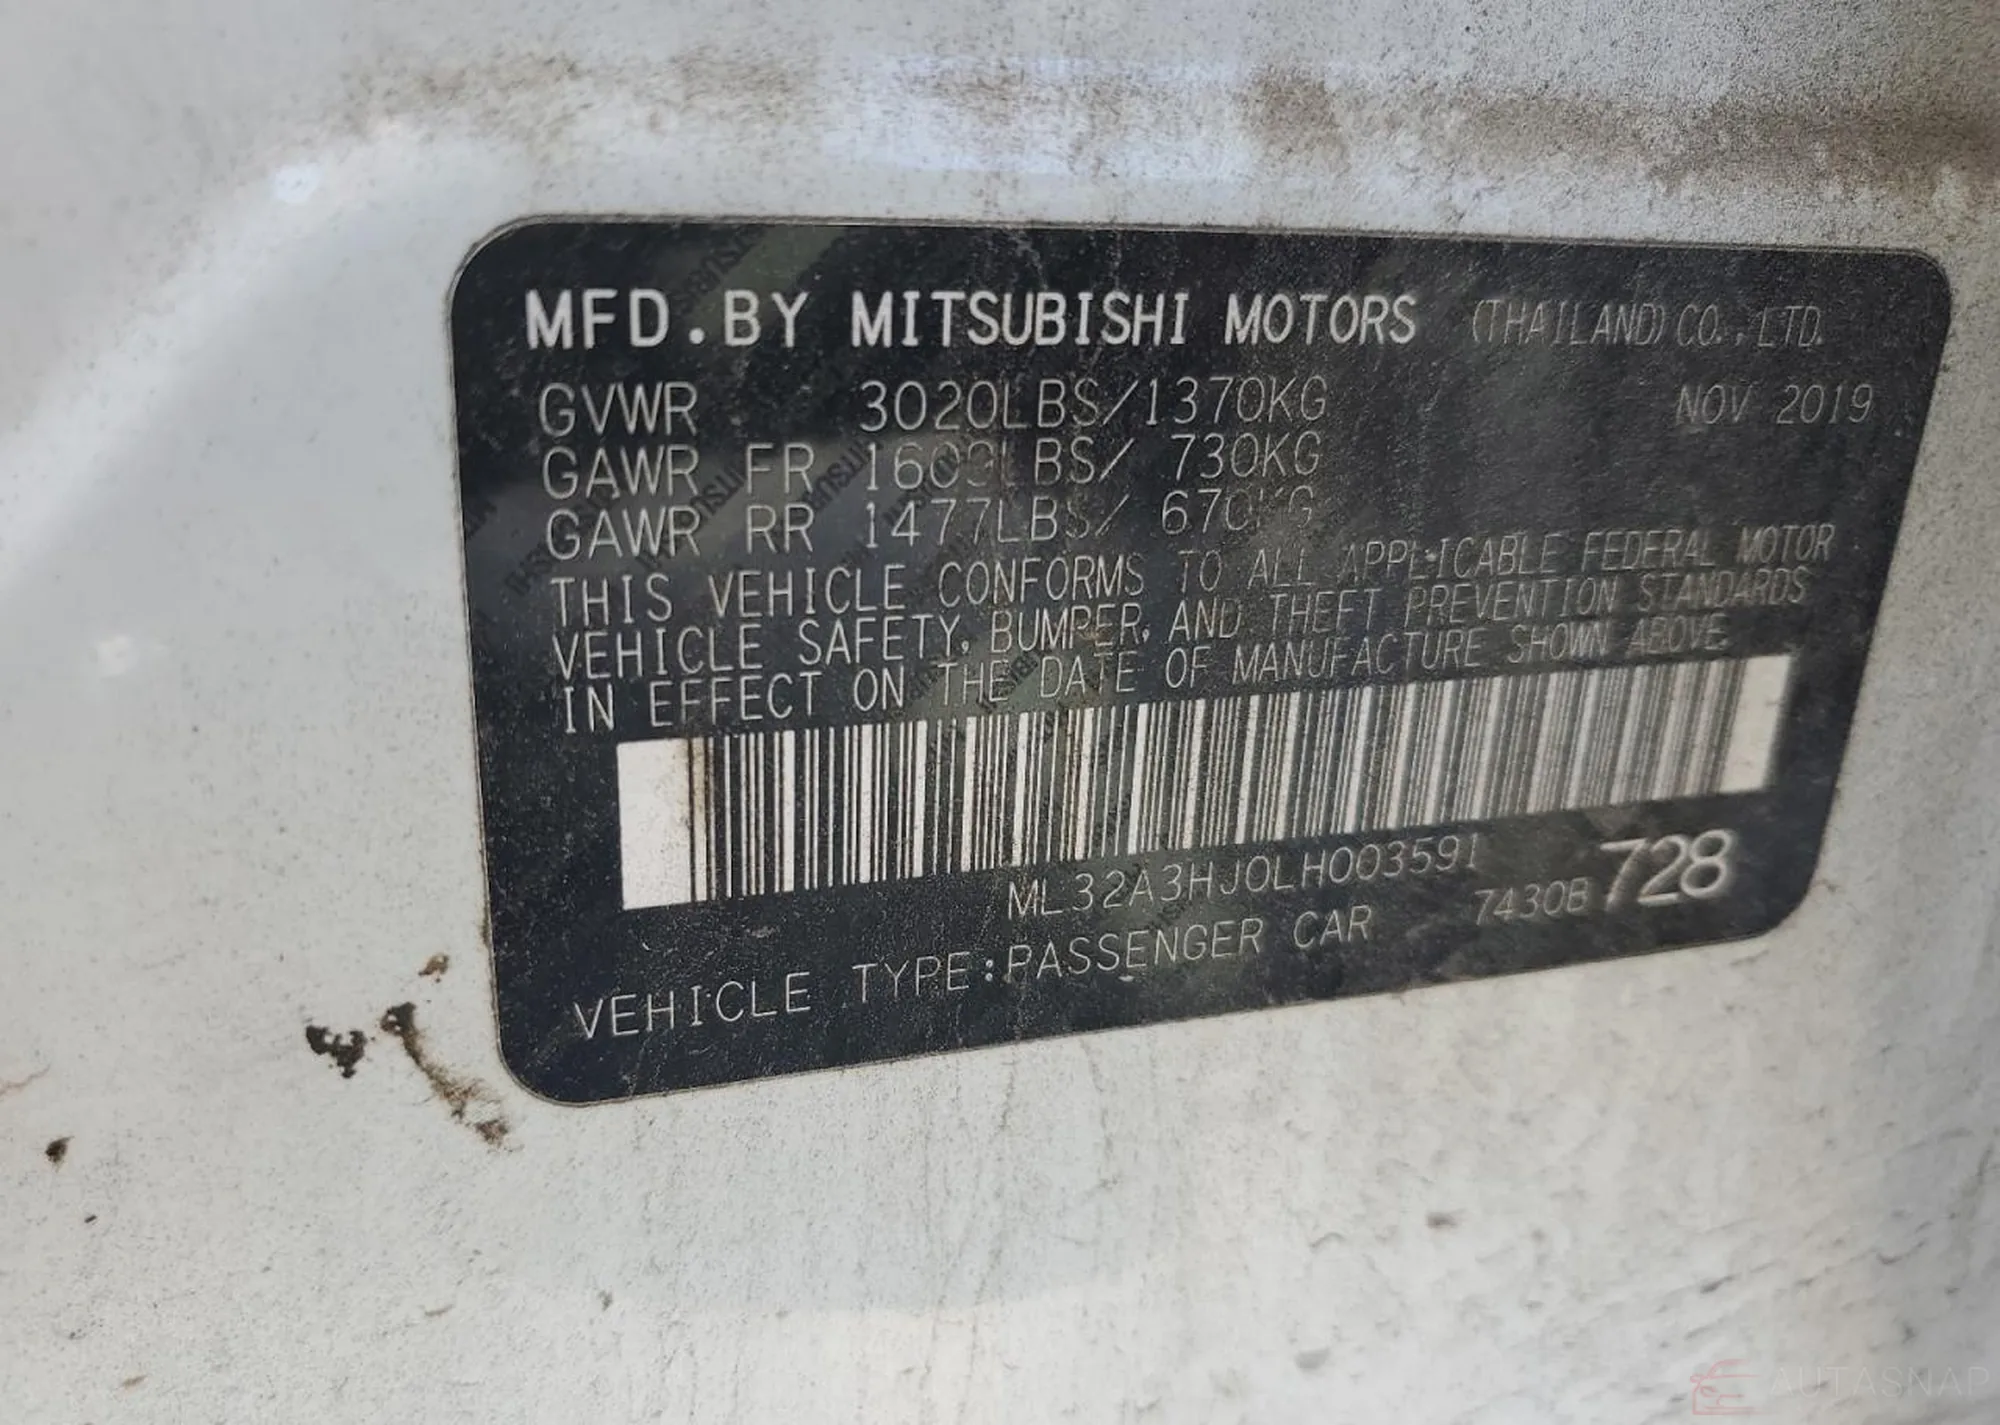 MFD.BY MITSUBISHI MOTORS (THAILAND) CO.,LTD.
GVWR 3020LBS/1370KG NOV 2019
GAWR FR 1609LBS/ 730KG
GAWR RR 1477LBS/ 670KG
THIS VEHICLE CONFORMS TO ALL APPLICABLE FEDERAL MOTOR
VEHICLE SAFETY, BUMPER, AND THEFT PREVENTION STANDARDS
IN EFFECT ON THE DATE OF MANUFACTURE SHOWN ABOVE
ML32A3HJ0LH003591
VEHICLE TYPE:PASSENGER CAR 7430B 728
AUTASNAP